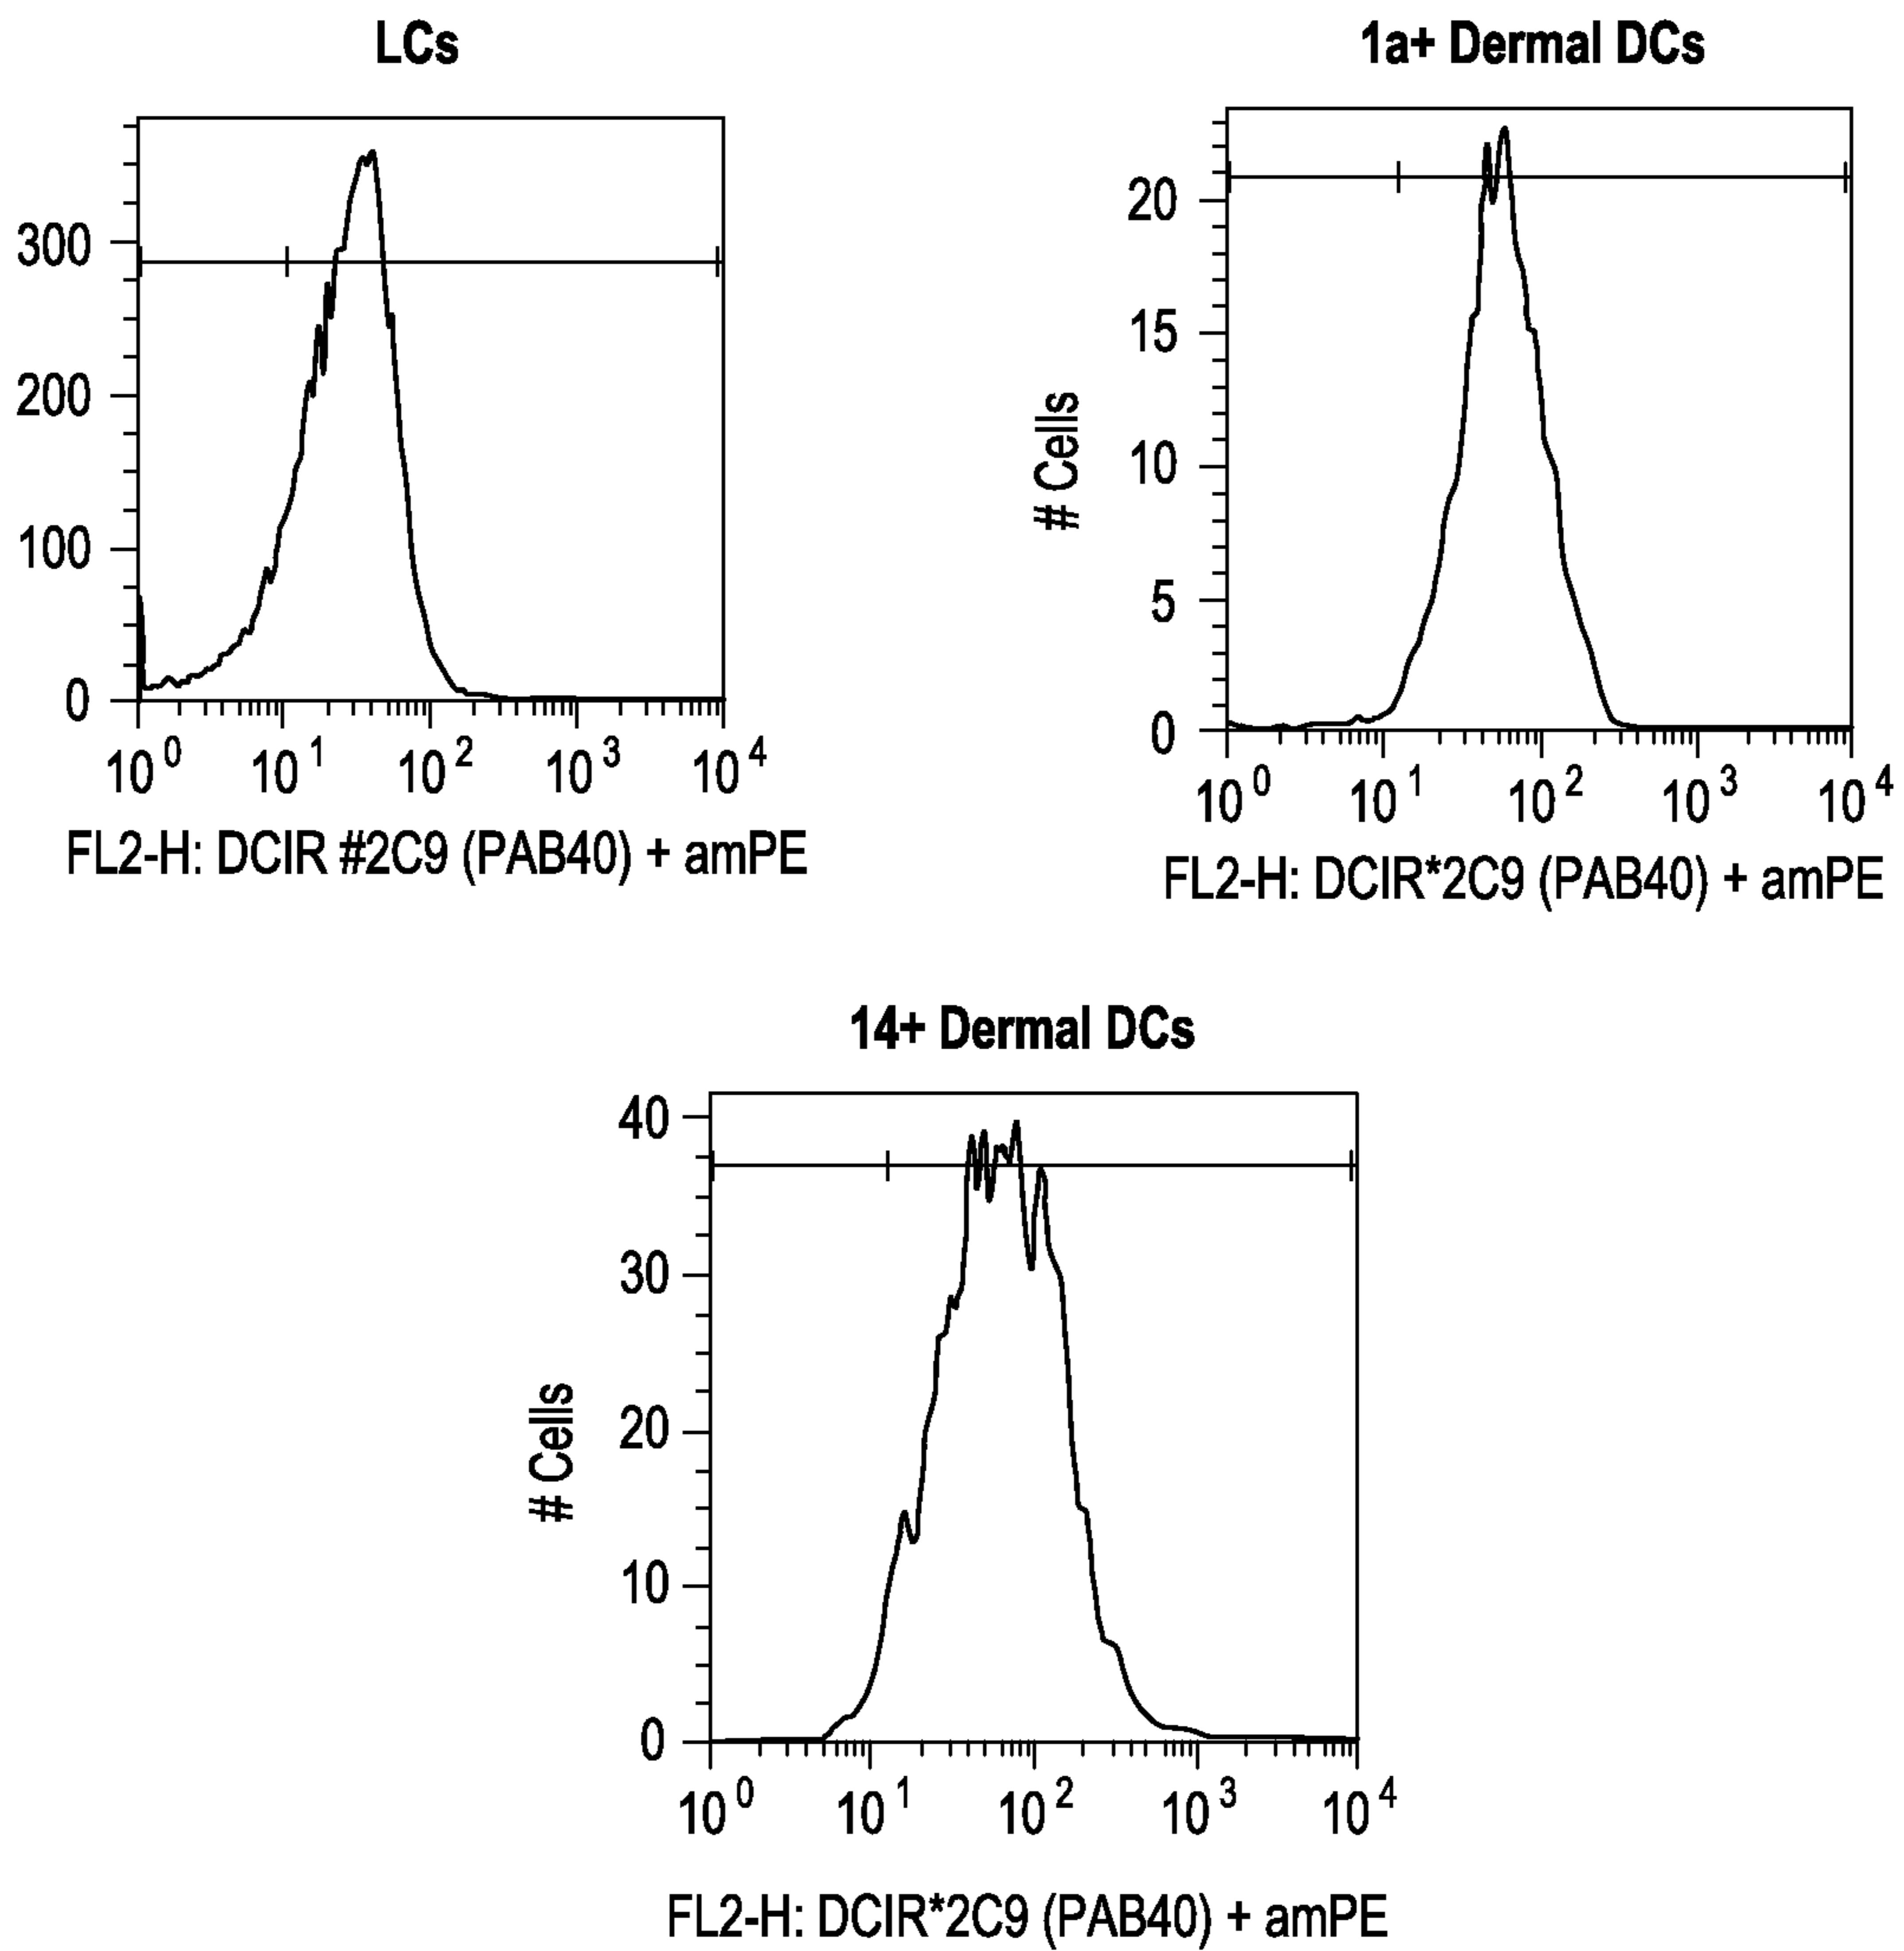 LCs
300
200
100
0
10^0 10^1 10^2 10^3 10^4
FL2-H: DCIR #2C9 (PAB40) + amPE
1a+ Dermal DCs
# Cells
20
15
10
5
0
10^0 10^1 10^2 10^3 10^4
FL2-H: DCIR*2C9 (PAB40) + amPE
14+ Dermal DCs
# Cells
40
30
20
10
0
10^0 10^1 10^2 10^3 10^4
FL2-H: DCIR*2C9 (PAB40) + amPE